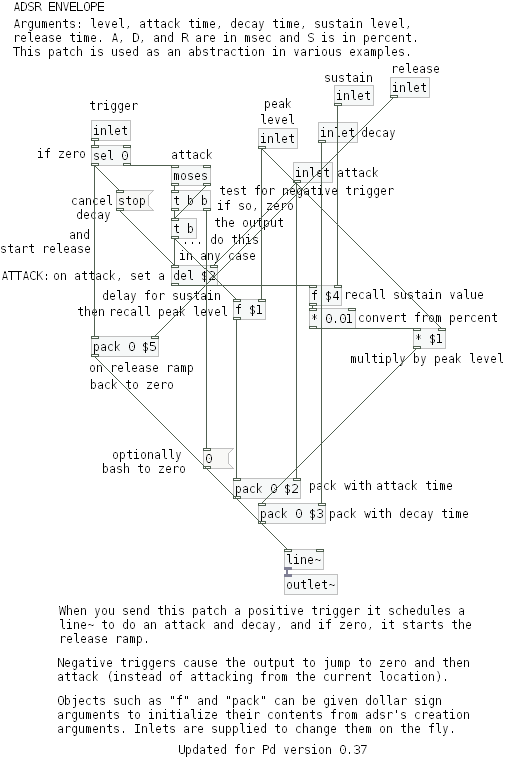 ADSR ENVELOPE
Arguments: level, attack time, decay time, sustain level,
release time. A, D, and R are in msec and S is in percent.
This patch is used as an abstraction in various examples.
release
sustain
inlet
inlet
trigger
peak
level
inlet
inlet
inlet decay
if zero
sel 0
attack
moses
inlet attack
test for negative trigger
cancel
decay
stop
t b b
if so, zero
the output
and
start release
t b
... do this
in any case
ATTACK: on attack, set a
del $2
delay for sustain
then recall peak level
f $1
f $4
recall sustain value
* 0.01
convert from percent
* $1
multiply by peak level
pack 0 $5
on release ramp
back to zero
optionally
bash to zero
0
pack 0 $2
pack with attack time
pack 0 $3
pack with decay time
line~
outlet~
When you send this patch a positive trigger it schedules a
line~ to do an attack and decay, and if zero, it starts the
release ramp.
Negative triggers cause the output to jump to zero and then
attack (instead of attacking from the current location).
Objects such as "f" and "pack" can be given dollar sign
arguments to initialize their contents from adsr's creation
arguments. Inlets are supplied to change them on the fly.
Updated for Pd version 0.37